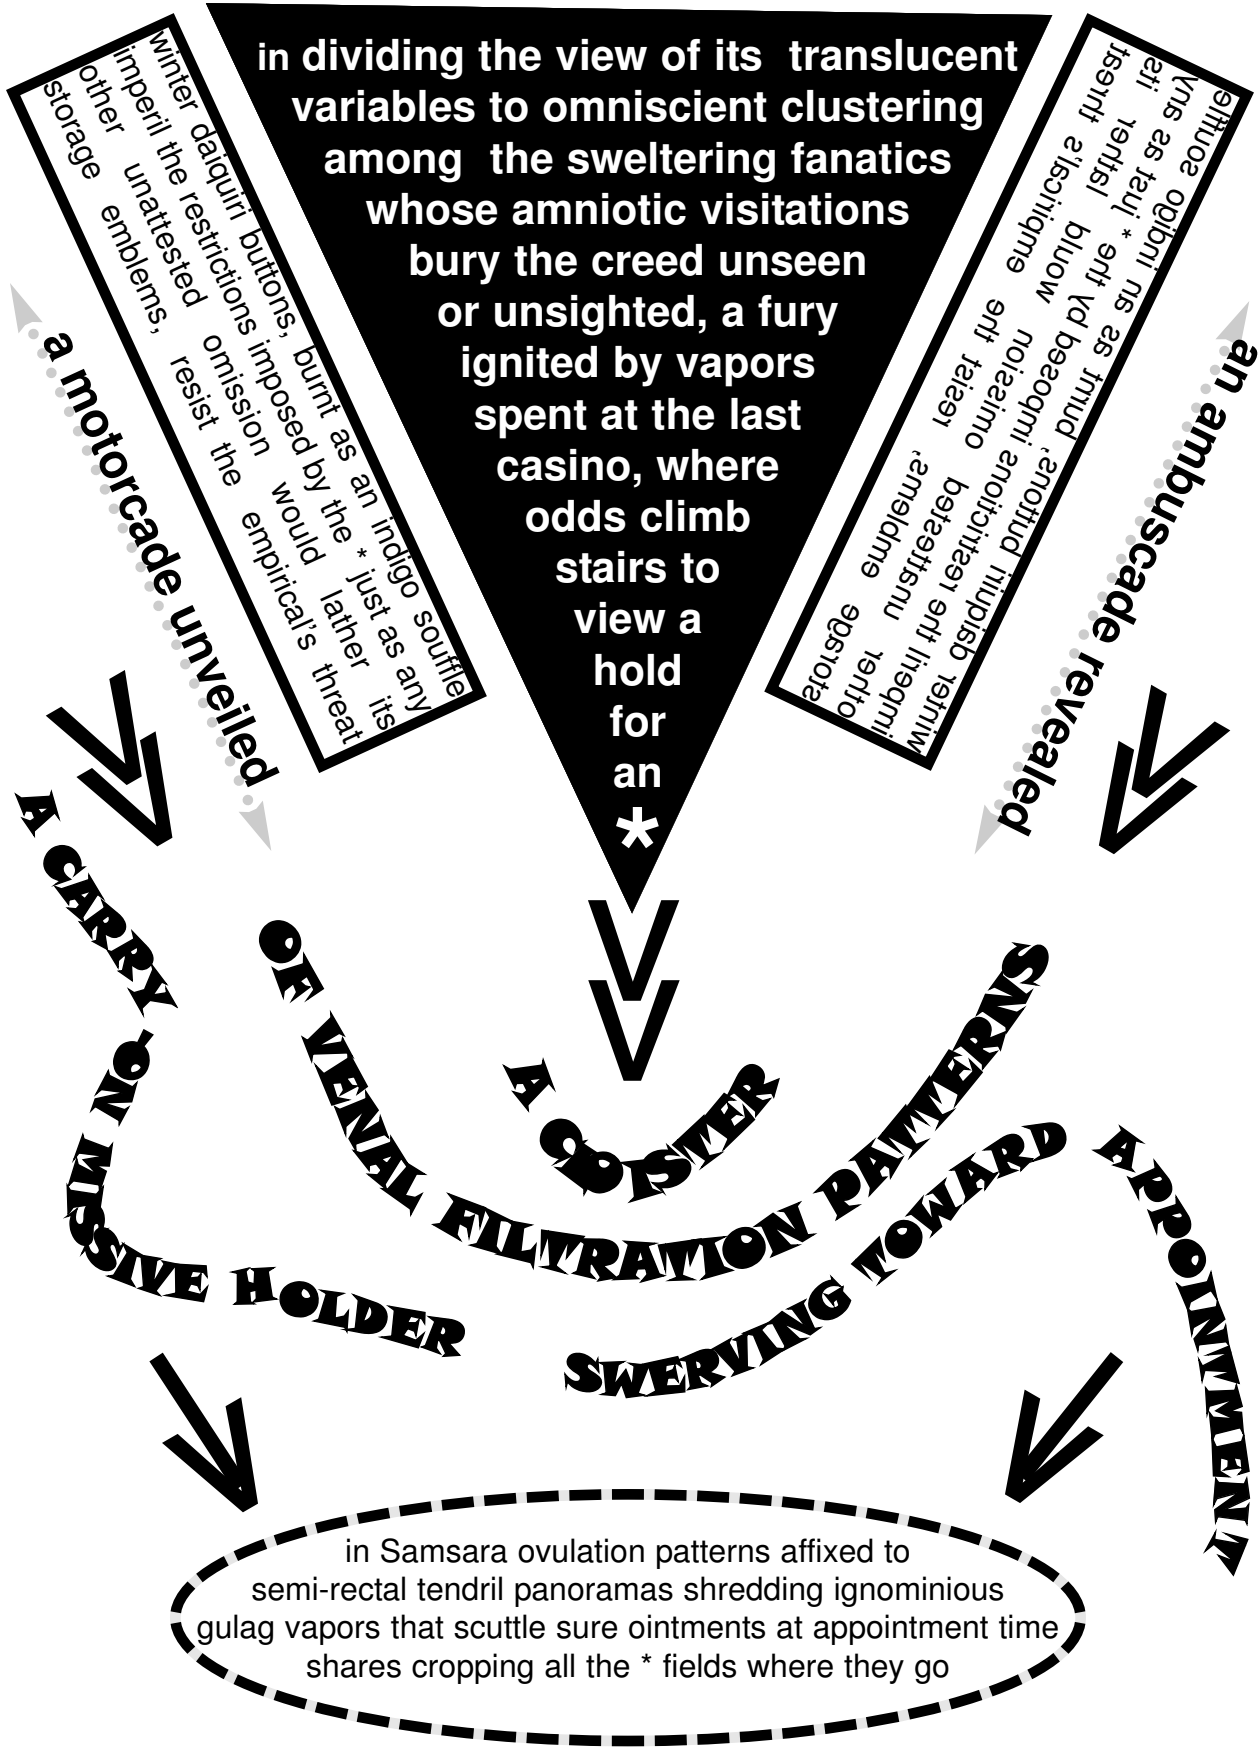 in dividing the view of its translucent
variables to omniscient clustering
among the sweltering fanatics
whose amniotic visitations
bury the creed unseen
or unsighted, a fury
ignited by vapors
spent at the last
casino, where
odds climb
stairs to
view a
hold
for
an
*
winter daiquiri buttons, burnt as an indigo souffle
imperil the restrictions imposed by the * just as any
other unattested omission would lather its
storage emblems, resist the empirical's threat
winter daiquiri buttons, burnt as an indigo souffle
imperil the restrictions imposed by the * just as any
other unattested omission would lather its
storage emblems, resist the empirical's threat
a motorcade unveiled
an ambuscade revealed
A CARRY-ON MISSIVE HOLDER
OF VENAL FILTRATION PATTERNS
A COISTER
SWERVING TOWARD APPOINTMENT
in Samsara ovulation patterns affixed to
semi-rectal tendril panoramas shredding ignominious
gulag vapors that scuttle sure ointments at appointment time
shares cropping all the * fields where they go